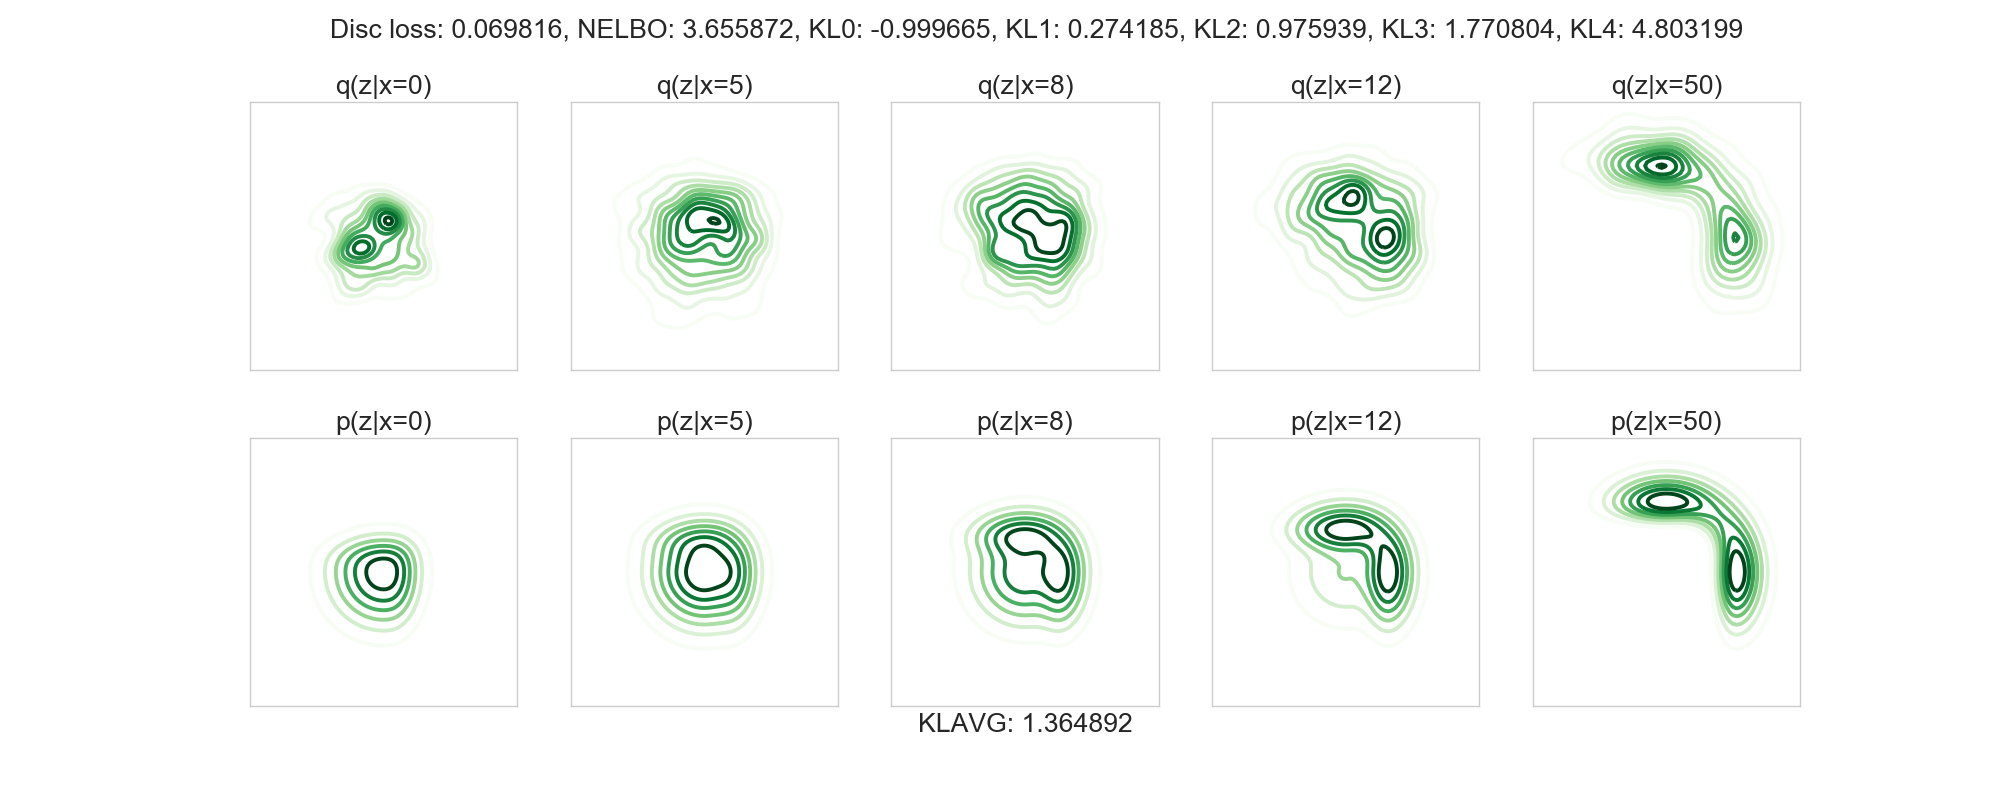 Disc loss: 0.069816, NELBO: 3.655872, KL0: -0.999665, KL1: 0.274185, KL2: 0.975939, KL3: 1.770804, KL4: 4.803199
q(z|x=0) q(z|x=5) q(z|x=8) q(z|x=12) q(z|x=50)
p(z|x=0) p(z|x=5) p(z|x=8) p(z|x=12) p(z|x=50)
KLAVG: 1.364892